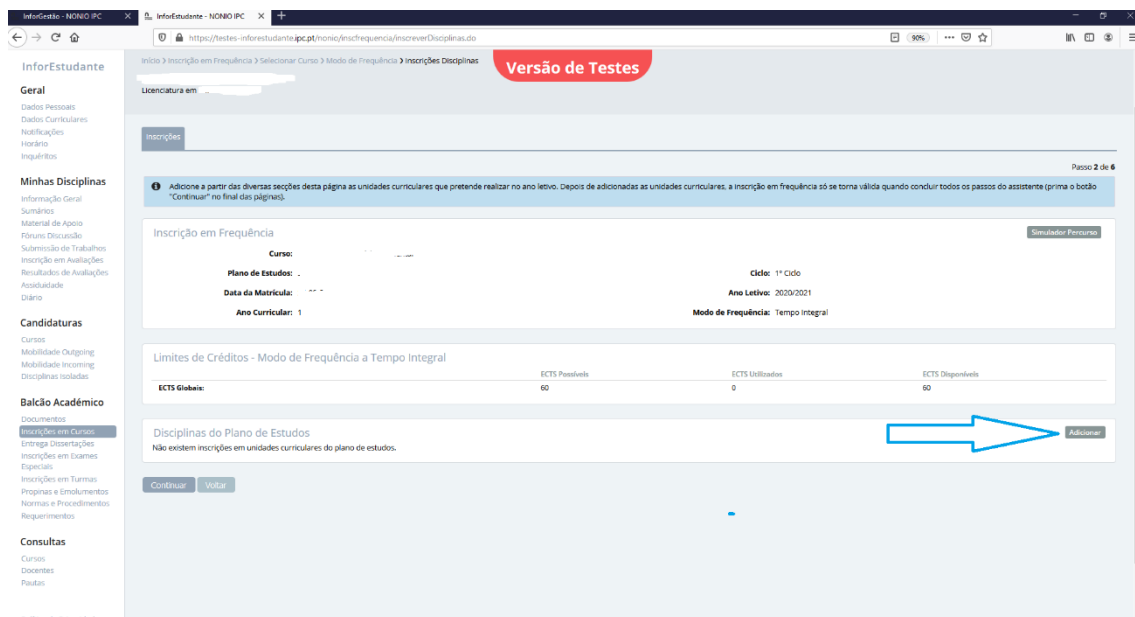 InforGestão - NONIO IPC
InforEstudante - NONIO IPC
https://testes-inforestudante.ipc.pt/nonio/inscfrequencia/inscreverDisciplinas.do
90%
InforEstudante
Geral
Dados Pessoais
Dados Curriculares
Notificações
Horário
Inquéritos
Minhas Disciplinas
Informação Geral
Sumários
Material de Apoio
Fóruns Discussão
Submissão de Trabalhos
Inscrição em Avaliações
Resultados de Avaliações
Assiduidade
Diário
Candidaturas
Cursos
Mobilidade Outgoing
Mobilidade Incoming
Disciplinas Isoladas
Balcão Académico
Documentos
Inscrições em Cursos
Entrega Dissertações
Inscrições em Exames
Especiais
Inscrições em Turmas
Propinas e Emolumentos
Normas e Procedimentos
Requerimentos
Consultas
Cursos
Docentes
Pautas
Início > Inscrição em Frequência > Selecionar Curso > Modo de Frequência > Inscrições Disciplinas
Versão de Testes
Licenciatura em
Inscrições
Passo 2 de 6
Adicione a partir das diversas secções desta página as unidades curriculares que pretende realizar no ano letivo. Depois de adicionadas as unidades curriculares, a inscrição em frequência só se torna válida quando concluir todos os passos do assistente (prima o botão
"Continuar" no final das páginas).
Inscrição em Frequência
Simulador Percurso
Curso:
Plano de Estudos:
Ciclo: 1º Ciclo
Data da Matrícula:
Ano Letivo: 2020/2021
Ano Curricular: 1
Modo de Frequência: Tempo Integral
Limites de Créditos - Modo de Frequência a Tempo Integral
ECTS Possíveis ECTS Utilizados ECTS Disponíveis
ECTS Globais: 60 0 60
Disciplinas do Plano de Estudos
Adicionar
Não existem inscrições em unidades curriculares do plano de estudos.
Continuar
Voltar